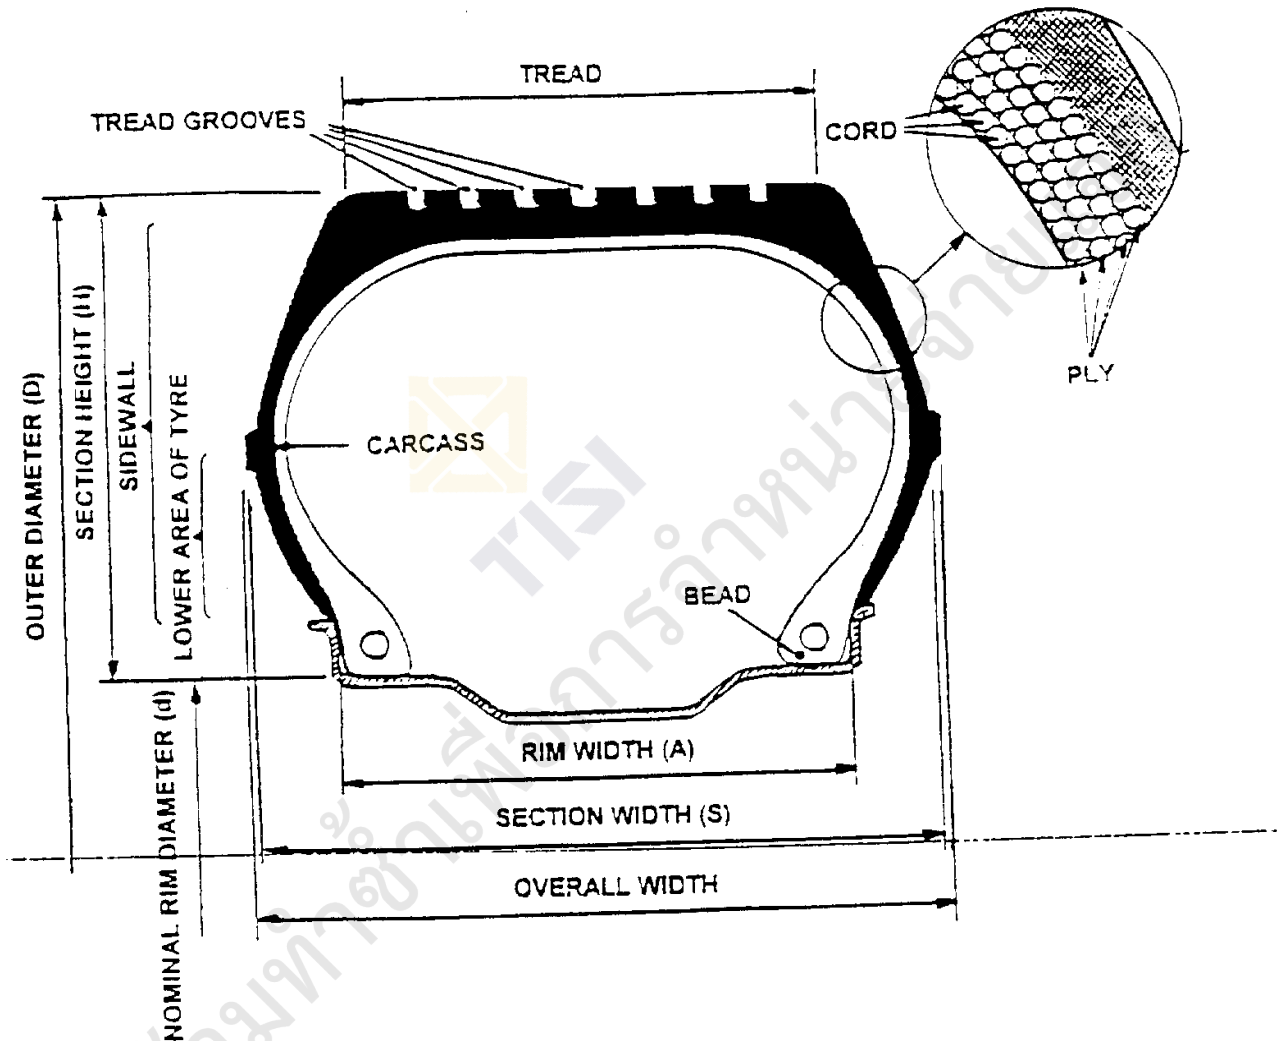 TREAD
TREAD GROOVES
CORD
PLY
OUTER DIAMETER (D)
SECTION HEIGHT (H)
SIDEWALL
LOWER AREA OF TYRE
CARCASS
TISI
BEAD
NOMINAL RIM DIAMETER (d)
RIM WIDTH (A)
SECTION WIDTH (S)
OVERALL WIDTH